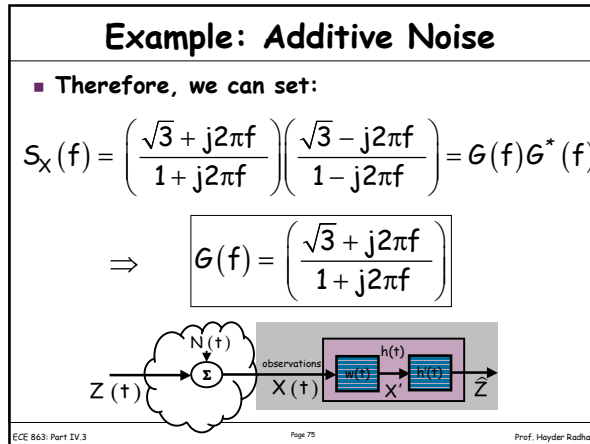 Example: Additive Noise
■ Therefore, we can set:
S_X(f) = ((√3 + j2πf)/(1 + j2πf)) ((√3 − j2πf)/(1 − j2πf)) = G(f)G*(f)
⇒ G(f) = ((√3 + j2πf)/(1 + j2πf))
N(t)
h(t)
observations
Σ
w(t)
h'(t)
Z(t)
X(t)
X'
Ẑ
ECE 863: Part IV.3
Page 75
Prof. Hayder Radha